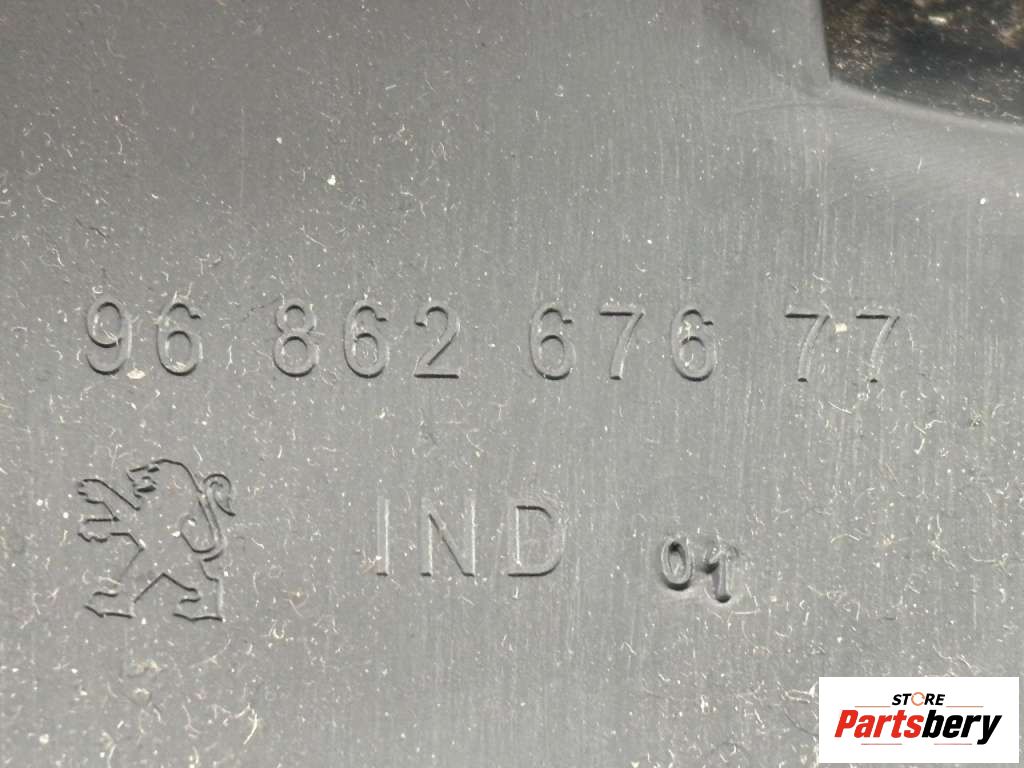 96 862 676 77
IND 01
STORE
Partsbery